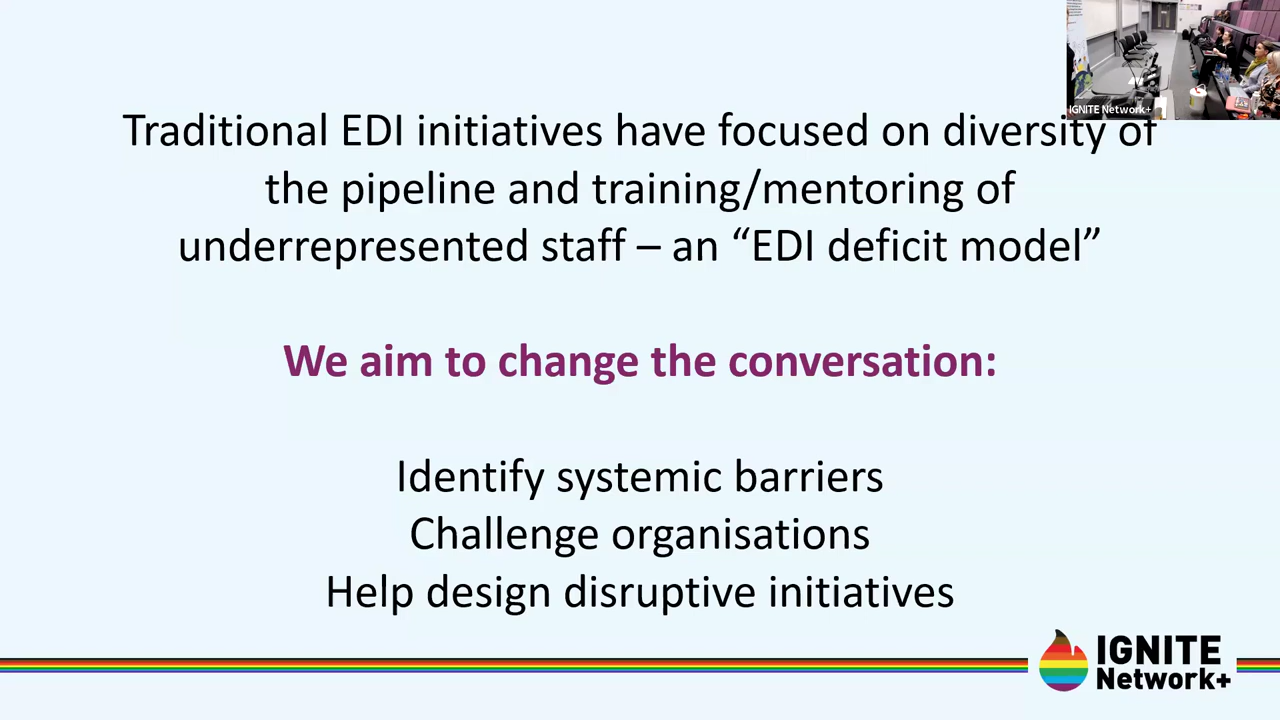 IGNITE Network+
Traditional EDI initiatives have focused on diversity of
the pipeline and training/mentoring of
underrepresented staff – an “EDI deficit model”
We aim to change the conversation:
Identify systemic barriers
Challenge organisations
Help design disruptive initiatives
IGNITE
Network+